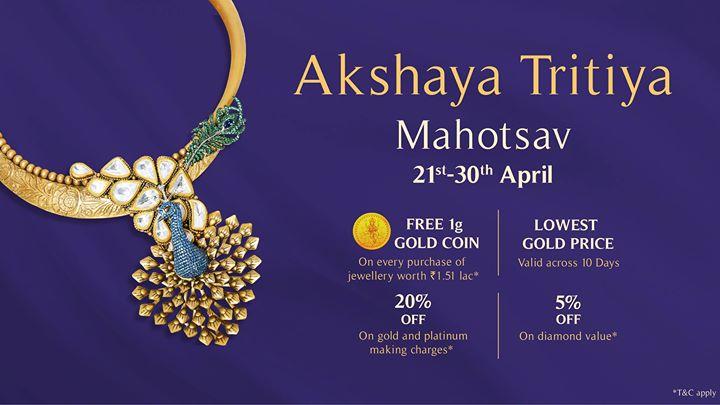 Akshaya Tritiya
Mahotsav
21st-30th April
FREE 1g
GOLD COIN
On every purchase of
jewellery worth ₹1.51 lac*
LOWEST
GOLD PRICE
Valid across 10 Days
20%
OFF
On gold and platinum
making charges*
5%
OFF
On diamond value*
*T&C apply